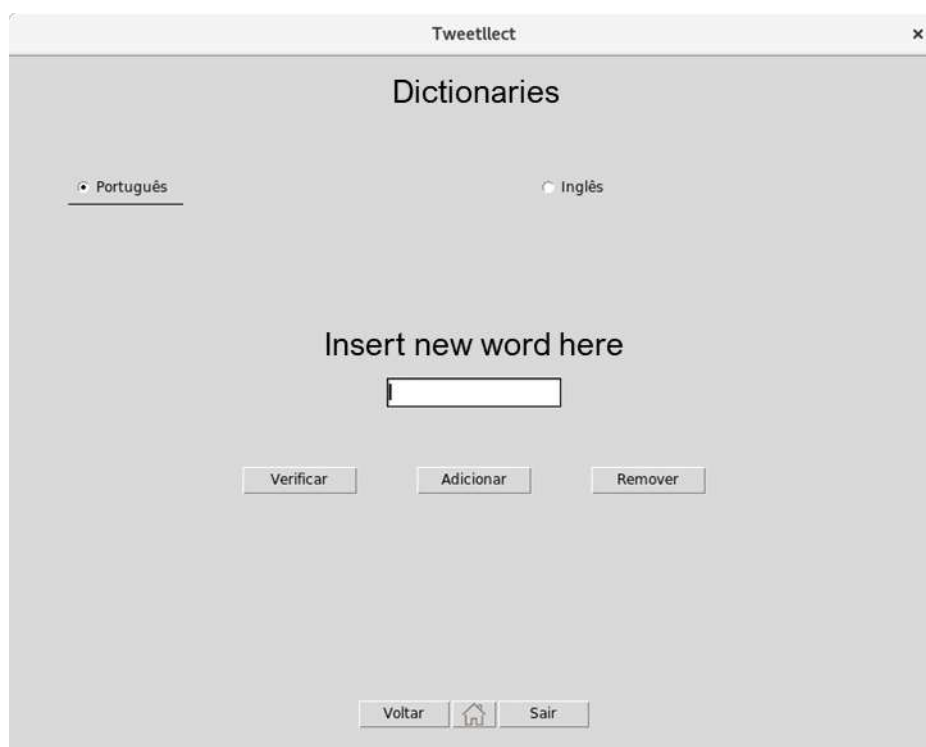 Tweetllect
Dictionaries
Português Inglês
Insert new word here
Verificar Adicionar Remover
Voltar Sair